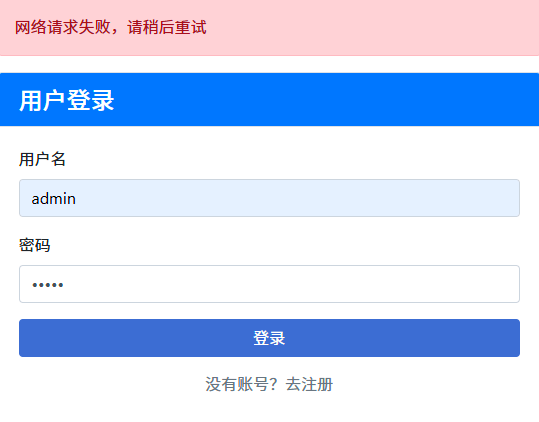 网络请求失败，请稍后重试
用户登录
用户名
admin
密码
•••••
登录
没有账号？去注册